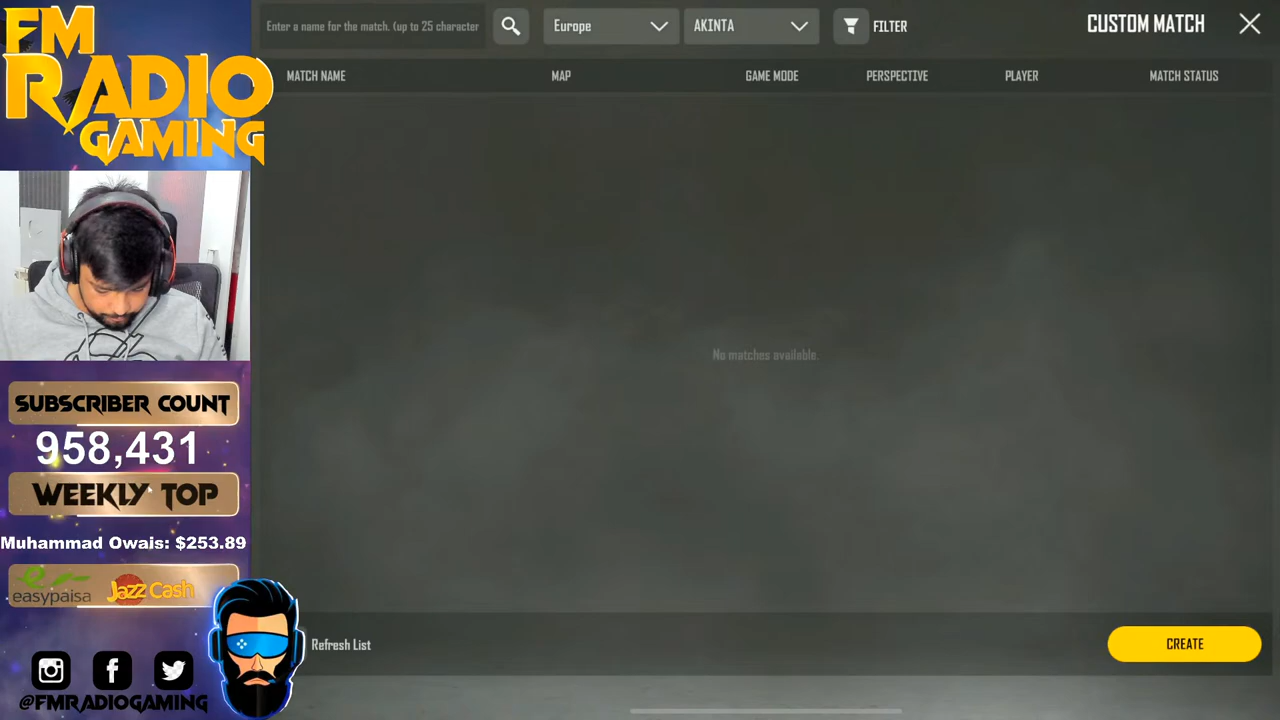 FM
RADIO
GAMING
Enter a name for the match. (up to 25 character
Europe
AKINTA
FILTER
CUSTOM MATCH
MATCH NAME
MAP
GAME MODE
PERSPECTIVE
PLAYER
MATCH STATUS
No matches available.
SUBSCRIBER COUNT
958,431
WEEKLY TOP
Muhammad Owais: $253.89
easypaisa
JazzCash
Refresh List
CREATE
@FMRADIOGAMING